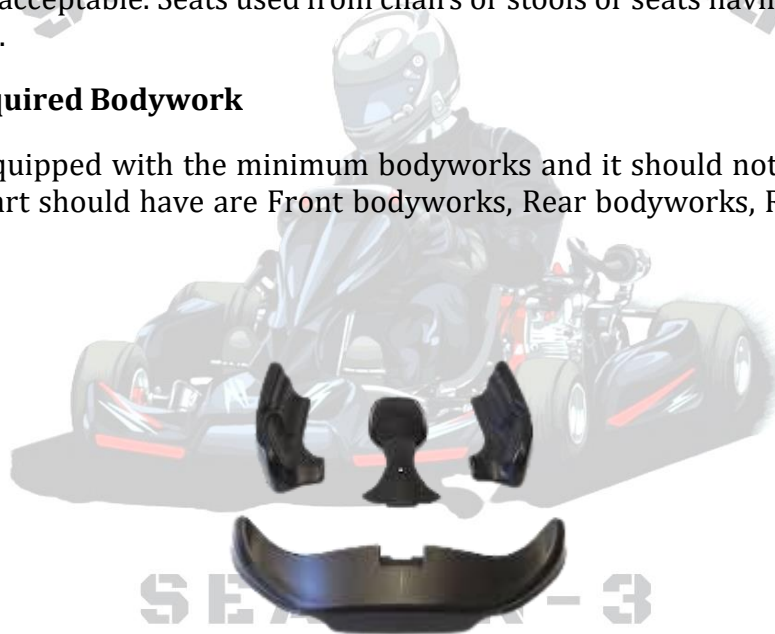 acceptable. Seats used from chairs or stools or seats
.
quired Bodywork
quipped with the minimum bodyworks and it should not
art should have are Front bodyworks, Rear bodyworks,